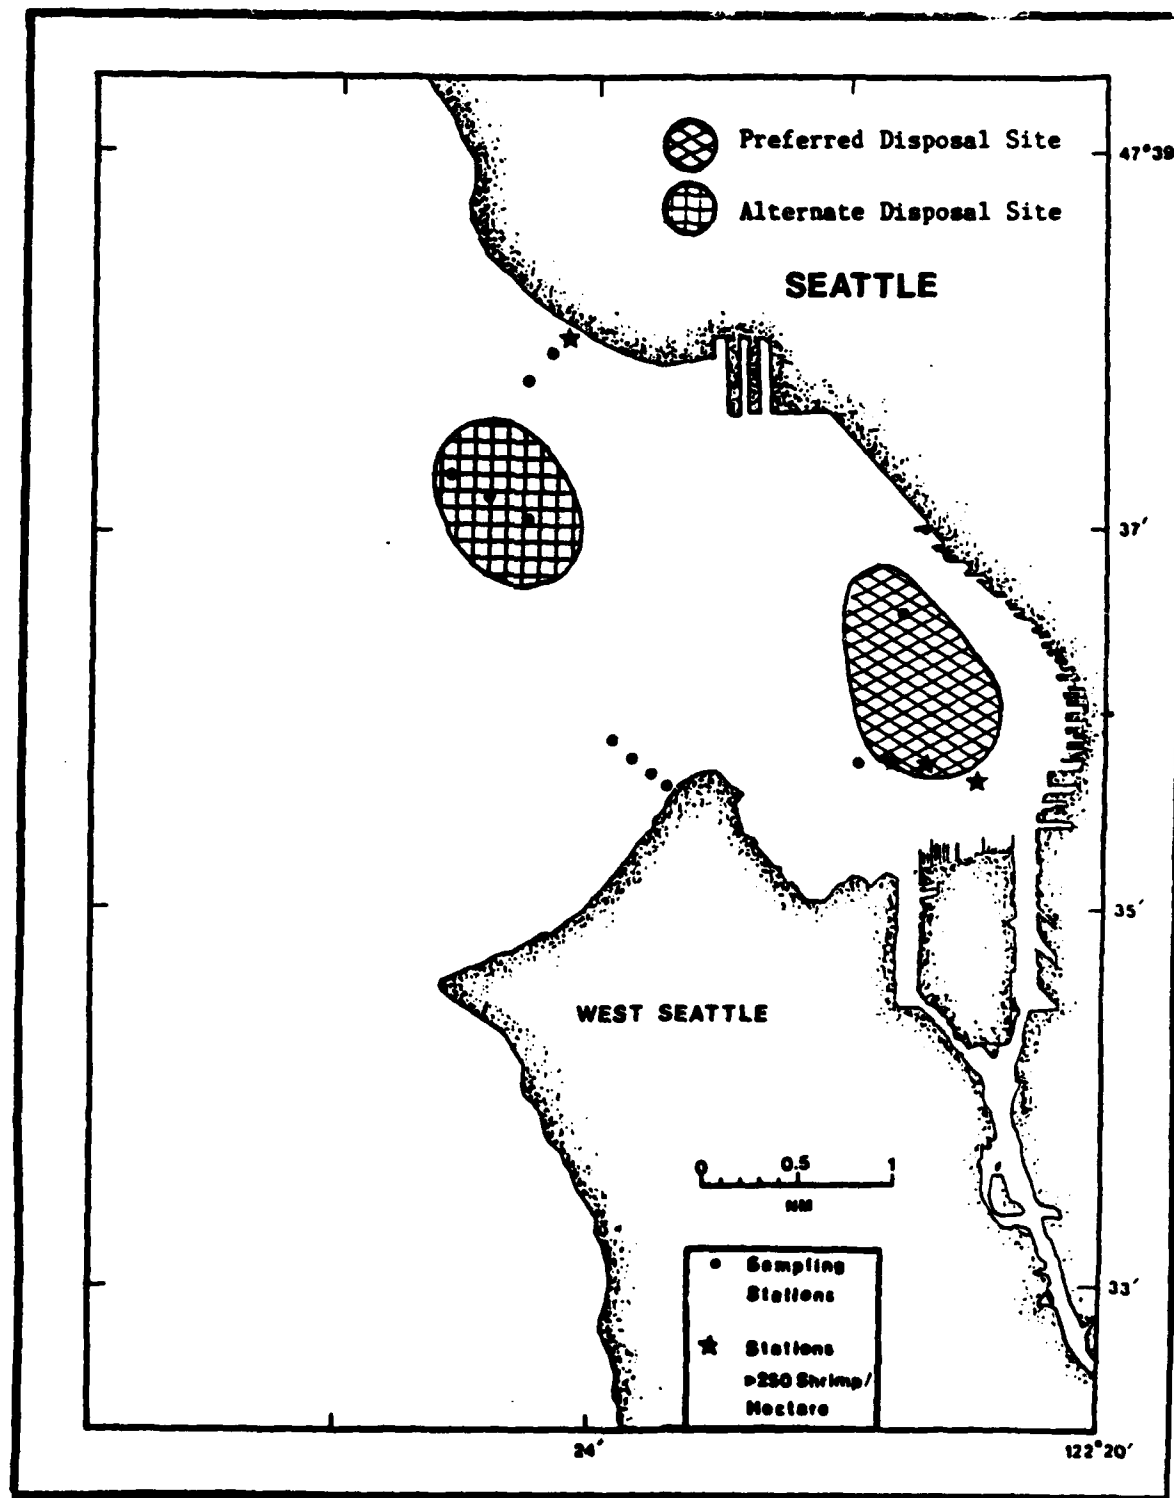 Preferred Disposal Site
47°39
Alternate Disposal Site
SEATTLE
37'
35'
WEST SEATTLE
0 0.5 1
NM
Sampling
Stations
33'
Stations
>250 Shrimp/
Hectare
24'
122°20'